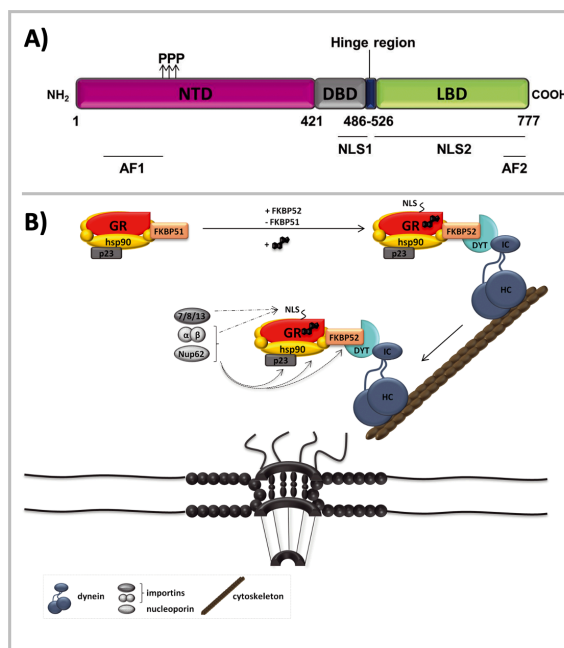 A)
Hinge region
PPP
NH2
NTD
DBD
LBD
COOH
1
421
486-526
777
NLS1
NLS2
AF1
AF2
B)
GR
hsp90
p23
FKBP51
+ FKBP52
- FKBP51
+
NLS
GR
hsp90
p23
FKBP52
DYT
IC
HC
7/8/13
α β
Nup62
NLS
GR
hsp90
p23
FKBP52
DYT
IC
HC
dynein
importins
nucleoporin
cytoskeleton